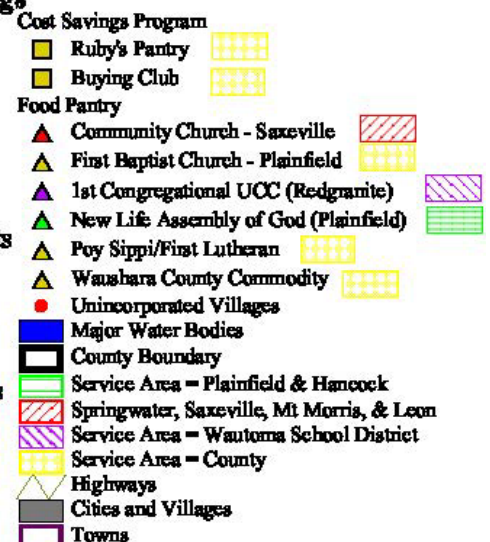 Cost Savings Program
Ruby's Pantry
Buying Club
Food Pantry
Community Church - Saxeville
First Baptist Church - Plainfield
1st Congregational UCC (Redgranite)
New Life Assembly of God (Plainfield)
Poy Sippi/First Lutheran
Waushara County Commodity
Unincorporated Villages
Major Water Bodies
County Boundary
Service Area = Plainfield & Hancock
Springwater, Saxeville, Mt Morris, & Leon
Service Area = Wautoma School District
Service Area = County
Highways
Cities and Villages
Towns